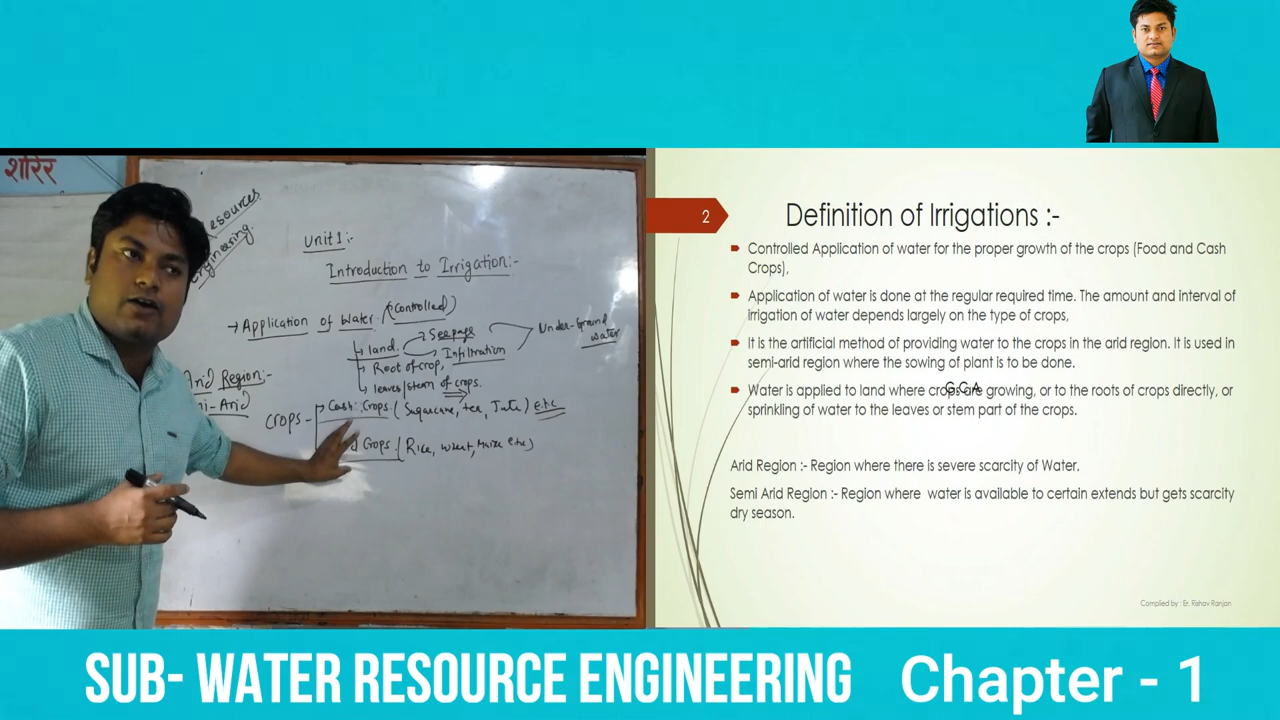 शरिर
esources
ngineering.
Unit 1:-
Introduction to Irrigation:-
→ Application of Water (Controlled)
land. Seepage
Infiltration
Under-Ground
water
Root of crop,
leaves/stem of crops.
Arid Region:-
mi-Arid
Crops - Cash Crops (Sugarcane, tea, Jute) etc
d Crops (Rice, wheat, Maize etc)
2
Definition of Irrigations :-
Controlled Application of water for the proper growth of the crops (Food and Cash
Crops),
Application of water is done at the regular required time. The amount and interval of
irrigation of water depends largely on the type of crops,
It is the artificial method of providing water to the crops in the arid region. It is used in
semi-arid region where the sowing of plant is to be done.
G.C.A
Water is applied to land where crops are growing, or to the roots of crops directly, or
sprinkling of water to the leaves or stem part of the crops.
Arid Region :- Region where there is severe scarcity of Water.
Semi Arid Region :- Region where water is available to certain extends but gets scarcity
dry season.
Complied by : Er. Rishav Ranjan
SUB- WATER RESOURCE ENGINEERING Chapter - 1